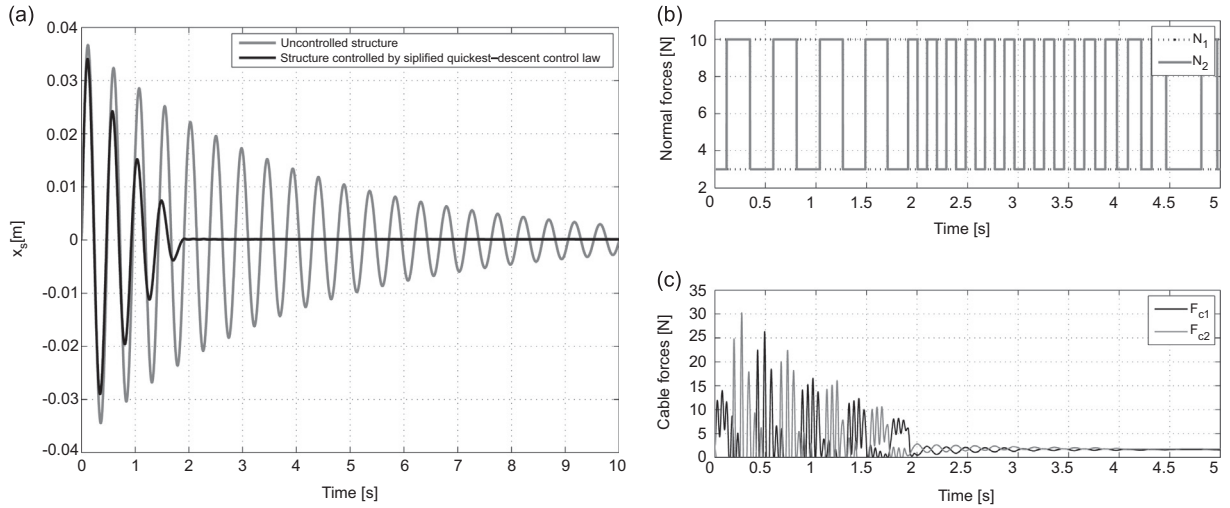 (a)
0.04
0.03
0.02
0.01
0
-0.01
-0.02
-0.03
-0.04
x_s[m]
Uncontrolled structure
Structure controlled by siplified quickest–descent control law
0 1 2 3 4 5 6 7 8 9 10
Time [s]
(b)
10
8
6
4
2
Normal forces [N]
N_1
N_2
0 0.5 1 1.5 2 2.5 3 3.5 4 4.5 5
Time [s]
(c)
35
30
25
20
15
10
5
0
Cable forces [N]
F_c1
F_c2
0 0.5 1 1.5 2 2.5 3 3.5 4 4.5 5
Time [s]